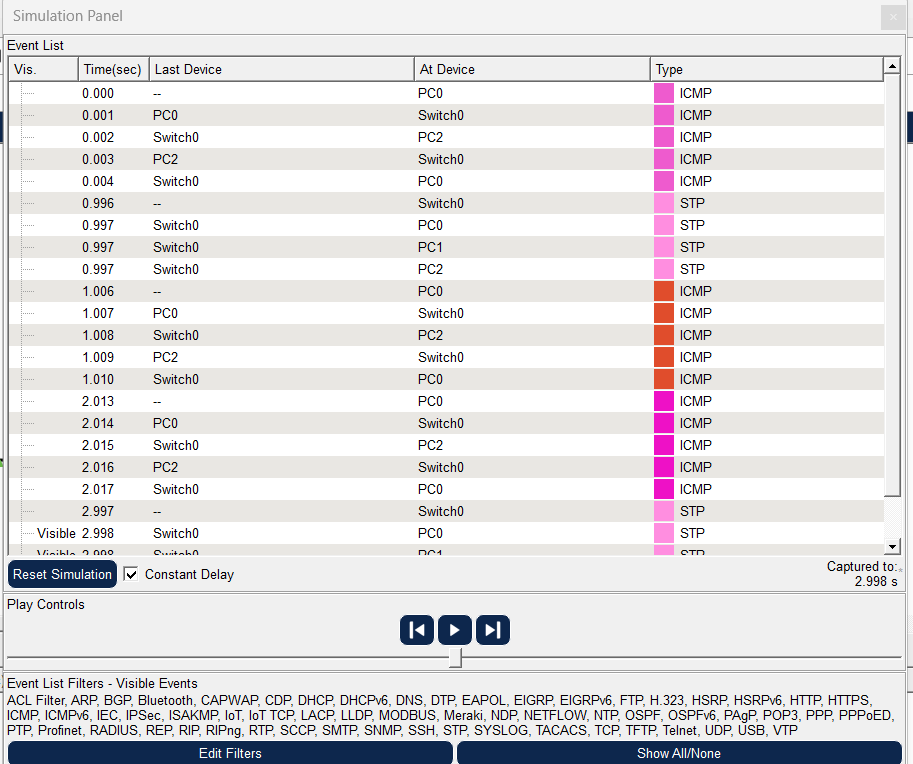 Simulation Panel
Event List
Vis. Time(sec) Last Device At Device Type
0.000 -- PC0 ICMP
0.001 PC0 Switch0 ICMP
0.002 Switch0 PC2 ICMP
0.003 PC2 Switch0 ICMP
0.004 Switch0 PC0 ICMP
0.996 -- Switch0 STP
0.997 Switch0 PC0 STP
0.997 Switch0 PC1 STP
0.997 Switch0 PC2 STP
1.006 -- PC0 ICMP
1.007 PC0 Switch0 ICMP
1.008 Switch0 PC2 ICMP
1.009 PC2 Switch0 ICMP
1.010 Switch0 PC0 ICMP
2.013 -- PC0 ICMP
2.014 PC0 Switch0 ICMP
2.015 Switch0 PC2 ICMP
2.016 PC2 Switch0 ICMP
2.017 Switch0 PC0 ICMP
2.997 -- Switch0 STP
Visible 2.998 Switch0 PC0 STP
Visible 2.998 Switch0 PC1 STP
Reset Simulation Constant Delay
Captured to:
2.998 s
Play Controls
Event List Filters - Visible Events
ACL Filter, ARP, BGP, Bluetooth, CAPWAP, CDP, DHCP, DHCPv6, DNS, DTP, EAPOL, EIGRP, EIGRPv6, FTP, H.323, HSRP, HSRPv6, HTTP, HTTPS,
ICMP, ICMPv6, IEC, IPSec, ISAKMP, IoT, IoT TCP, LACP, LLDP, MODBUS, Meraki, NDP, NETFLOW, NTP, OSPF, OSPFv6, PAgP, POP3, PPP, PPPoED,
PTP, Profinet, RADIUS, REP, RIP, RIPng, RTP, SCCP, SMTP, SNMP, SSH, STP, SYSLOG, TACACS, TCP, TFTP, Telnet, UDP, USB, VTP
Edit Filters Show All/None